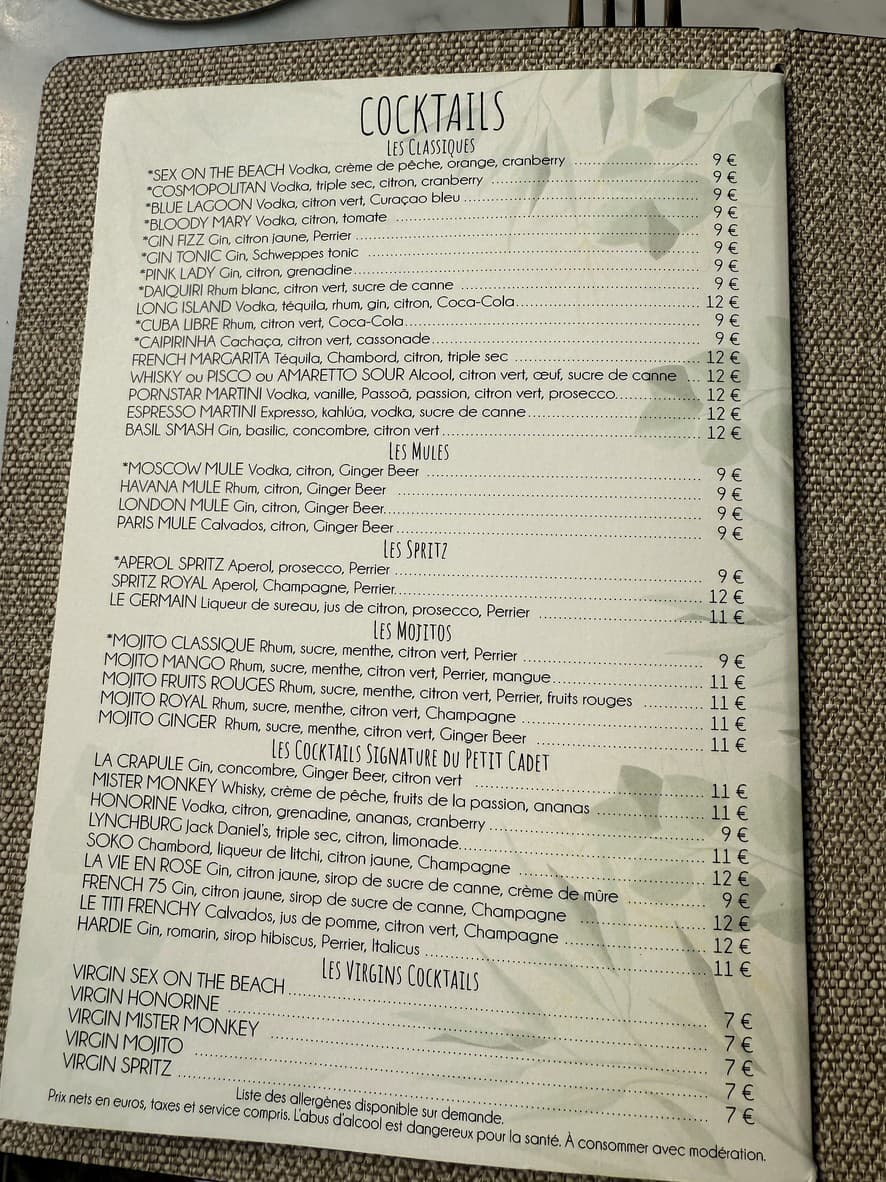 COCKTAILS
LES CLASSIQUES
*SEX ON THE BEACH Vodka, crème de pêche, orange, cranberry ........ 9 €
*COSMOPOLITAN Vodka, triple sec, citron, cranberry ........ 9 €
*BLUE LAGOON Vodka, citron vert, Curaçao bleu ........ 9 €
*BLOODY MARY Vodka, citron, tomate ........ 9 €
*GIN FIZZ Gin, citron jaune, Perrier ........ 9 €
*GIN TONIC Gin, Schweppes tonic ........ 9 €
*PINK LADY Gin, citron, grenadine ........ 9 €
*DAIQUIRI Rhum blanc, citron vert, sucre de canne ........ 9 €
LONG ISLAND Vodka, téquila, rhum, gin, citron, Coca-Cola ........ 12 €
*CUBA LIBRE Rhum, citron vert, Coca-Cola ........ 9 €
*CAIPIRINHA Cachaça, citron vert, cassonade ........ 9 €
FRENCH MARGARITA Téquila, Chambord, citron, triple sec ........ 12 €
WHISKY ou PISCO ou AMARETTO SOUR Alcool, citron vert, œuf, sucre de canne ... 12 €
PORNSTAR MARTINI Vodka, vanille, Passoã, passion, citron vert, prosecco ........ 12 €
ESPRESSO MARTINI Expresso, kahlúa, vodka, sucre de canne ........ 12 €
BASIL SMASH Gin, basilic, concombre, citron vert ........ 12 €
LES MULES
*MOSCOW MULE Vodka, citron, Ginger Beer ........ 9 €
HAVANA MULE Rhum, citron, Ginger Beer ........ 9 €
LONDON MULE Gin, citron, Ginger Beer ........ 9 €
PARIS MULE Calvados, citron, Ginger Beer ........ 9 €
LES SPRITZ
*APEROL SPRITZ Aperol, prosecco, Perrier ........ 9 €
SPRITZ ROYAL Aperol, Champagne, Perrier ........ 12 €
LE GERMAIN Liqueur de sureau, jus de citron, prosecco, Perrier ........ 11 €
LES MOJITOS
*MOJITO CLASSIQUE Rhum, sucre, menthe, citron vert, Perrier ........ 9 €
MOJITO MANGO Rhum, sucre, menthe, citron vert, Perrier, mangue ........ 11 €
MOJITO FRUITS ROUGES Rhum, sucre, menthe, citron vert, Perrier, fruits rouges ........ 11 €
MOJITO ROYAL Rhum, sucre, menthe, citron vert, Champagne ........ 11 €
MOJITO GINGER Rhum, sucre, menthe, citron vert, Ginger Beer ........ 11 €
LES COCKTAILS SIGNATURE DU PETIT CADET
LA CRAPULE Gin, concombre, Ginger Beer, citron vert ........ 11 €
MISTER MONKEY Whisky, crème de pêche, fruits de la passion, ananas ........ 11 €
HONORINE Vodka, citron, grenadine, ananas, cranberry ........ 9 €
LYNCHBURG Jack Daniel's, triple sec, citron, limonade ........ 11 €
SOKO Chambord, liqueur de litchi, citron jaune, Champagne ........ 12 €
LA VIE EN ROSE Gin, citron jaune, sirop de sucre de canne, crème de mûre ........ 9 €
FRENCH 75 Gin, citron jaune, sirop de sucre de canne, Champagne ........ 12 €
LE TITI FRENCHY Calvados, jus de pomme, citron vert, Champagne ........ 12 €
HARDIE Gin, romarin, sirop hibiscus, Perrier, Italicus ........ 11 €
LES VIRGINS COCKTAILS
VIRGIN SEX ON THE BEACH ........ 7 €
VIRGIN HONORINE ........ 7 €
VIRGIN MISTER MONKEY ........ 7 €
VIRGIN MOJITO ........ 7 €
VIRGIN SPRITZ ........ 7 €
Liste des allergènes disponible sur demande.
Prix nets en euros, taxes et service compris. L'abus d'alcool est dangereux pour la santé. À consommer avec modération.